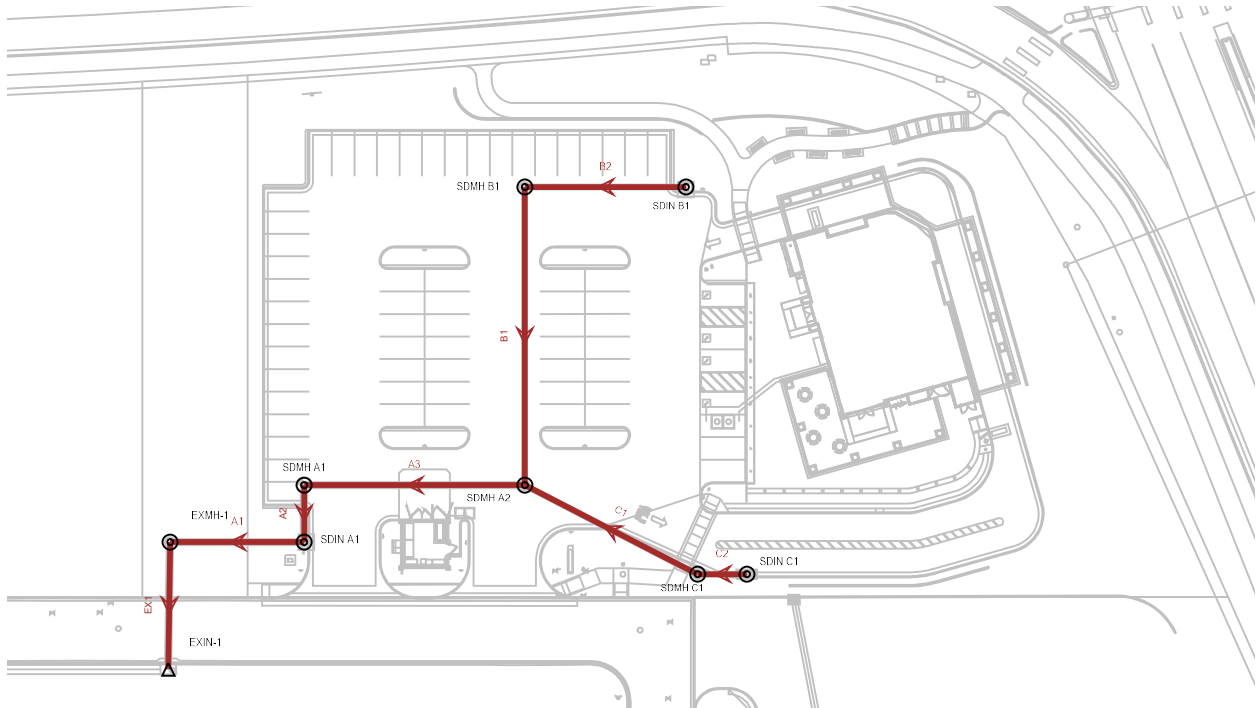 B2
SDMH B1
SDIN B1
B1
SDMH A1
A3
SDMH A2
EXMH-1
A1
A2
SDIN A1
C1
C2
SDIN C1
SDMH C1
EX1
EXIN-1